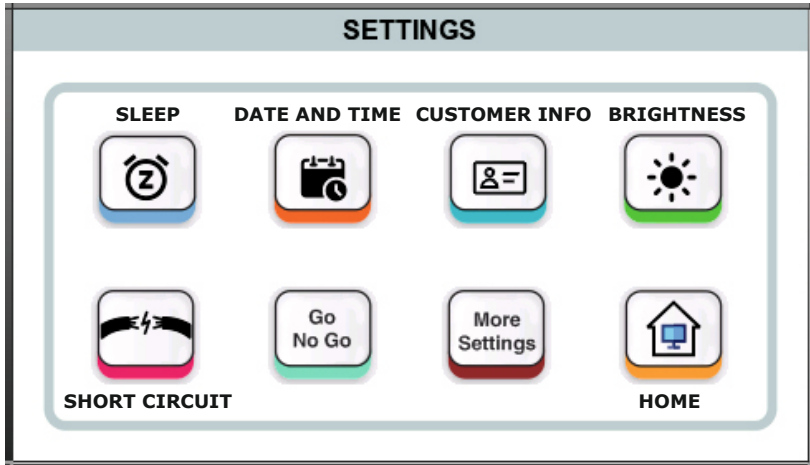 SETTINGS
SLEEP
DATE AND TIME
CUSTOMER INFO
BRIGHTNESS
Z
Go
No Go
More
Settings
SHORT CIRCUIT
HOME